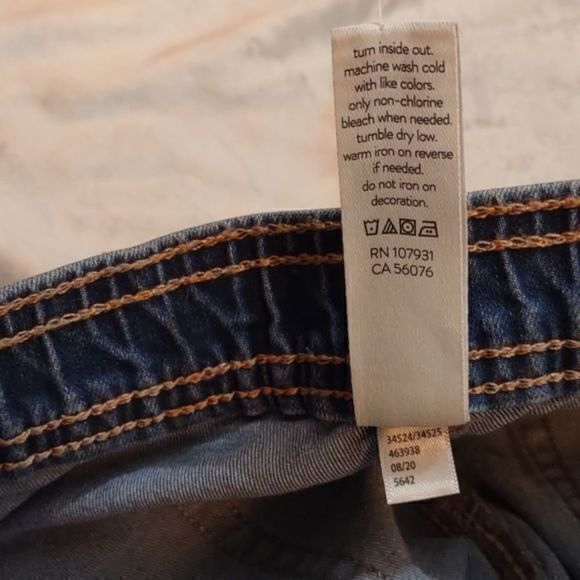 turn inside out.
machine wash cold
with like colors.
only non-chlorine
bleach when needed.
tumble dry low.
warm iron on reverse
if needed.
do not iron on
decoration.
RN 107931
CA 56076
34524/34525
463938
08/20
5642